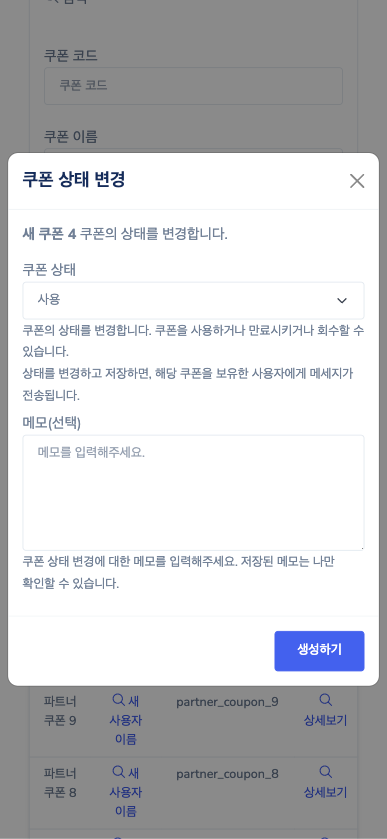 쿠폰 코드
쿠폰 코드
쿠폰 이름
쿠폰 상태 변경
새 쿠폰 4 쿠폰의 상태를 변경합니다.
쿠폰 상태
사용
쿠폰의 상태를 변경합니다. 쿠폰을 사용하거나 만료시키거나 회수할 수
있습니다.
상태를 변경하고 저장하면, 해당 쿠폰을 보유한 사용자에게 메세지가
전송됩니다.
메모(선택)
메모를 입력해주세요.
쿠폰 상태 변경에 대한 메모를 입력해주세요. 저장된 메모는 나만
확인할 수 있습니다.
생성하기
파트너 새 partner_coupon_9
쿠폰 9 사용자 상세보기
이름
파트너 새 partner_coupon_8
쿠폰 8 사용자 상세보기
이름